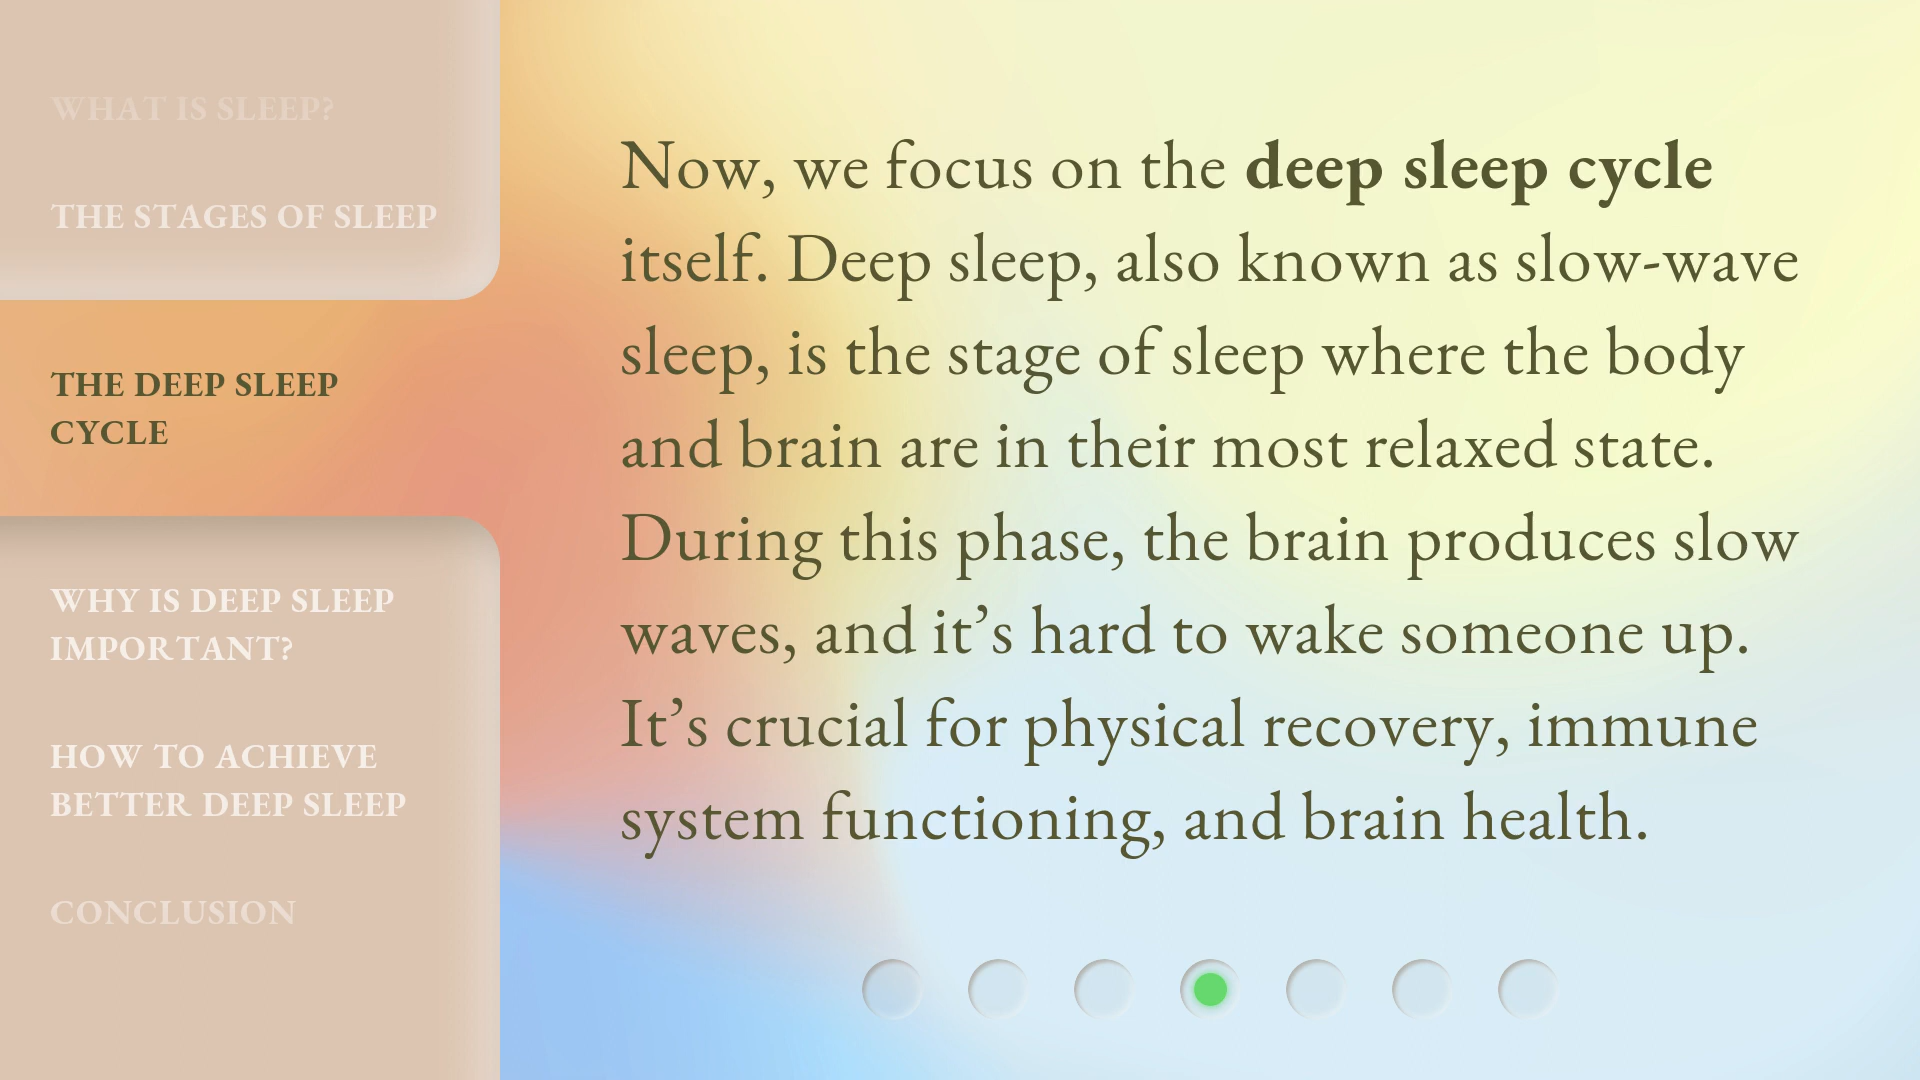 WHAT IS SLEEP?
THE STAGES OF SLEEP
THE DEEP SLEEP
CYCLE
WHY IS DEEP SLEEP
IMPORTANT?
HOW TO ACHIEVE
BETTER DEEP SLEEP
CONCLUSION
Now, we focus on the deep sleep cycle
itself. Deep sleep, also known as slow-wave
sleep, is the stage of sleep where the body
and brain are in their most relaxed state.
During this phase, the brain produces slow
waves, and it’s hard to wake someone up.
It’s crucial for physical recovery, immune
system functioning, and brain health.